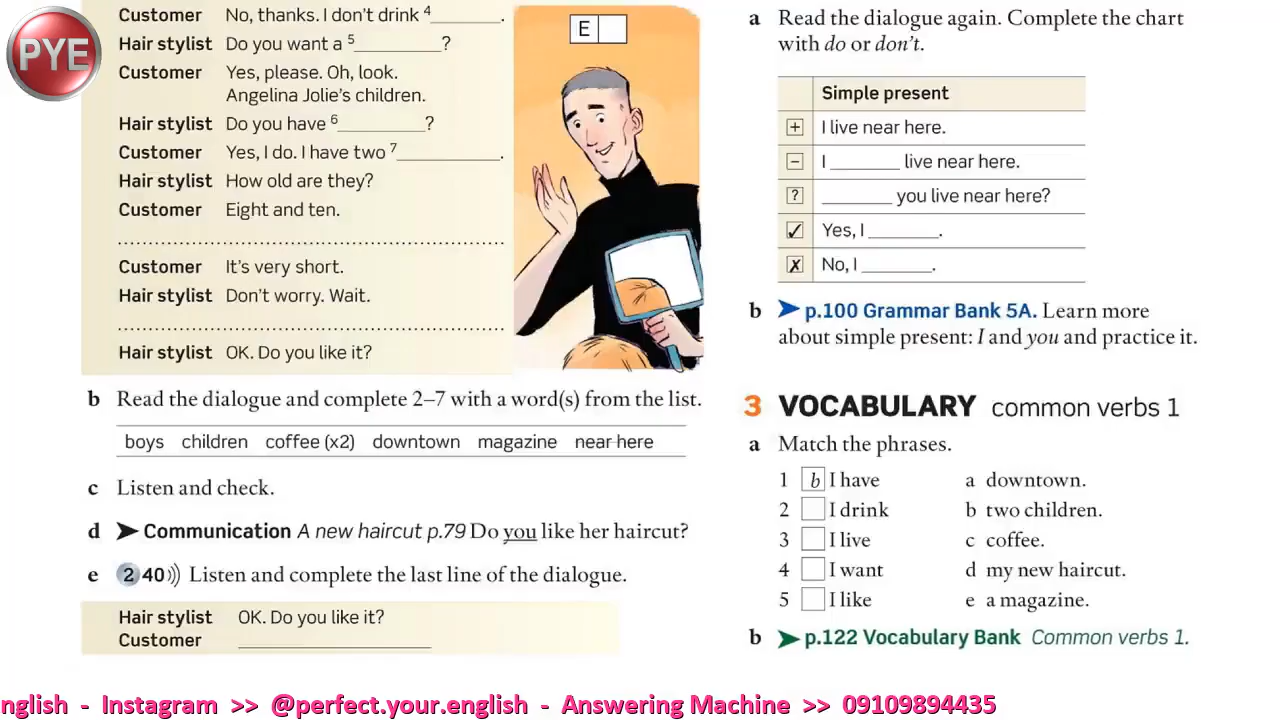 PYE
Customer No, thanks. I don't drink 4__________.
Hair stylist Do you want a 5____________?
Customer Yes, please. Oh, look.
Angelina Jolie's children.
Hair stylist Do you have 6____________?
Customer Yes, I do. I have two 7______________.
Hair stylist How old are they?
Customer Eight and ten.
Customer It's very short.
Hair stylist Don't worry. Wait.
Hair stylist OK. Do you like it?
E
b Read the dialogue and complete 2–7 with a word(s) from the list.
boys children coffee (x2) downtown magazine near here
c Listen and check.
d ➤ Communication A new haircut p.79 Do you like her haircut?
e 2 40 Listen and complete the last line of the dialogue.
Hair stylist OK. Do you like it?
Customer __________________________
a Read the dialogue again. Complete the chart
with do or don't.
Simple present
+ I live near here.
− I __________ live near here.
? __________ you live near here?
✓ Yes, I __________.
✗ No, I __________.
b ➤ p.100 Grammar Bank 5A. Learn more
about simple present: I and you and practice it.
3 VOCABULARY common verbs 1
a Match the phrases.
1 b I have a downtown.
2 I drink b two children.
3 I live c coffee.
4 I want d my new haircut.
5 I like e a magazine.
b ➤ p.122 Vocabulary Bank Common verbs 1.
nglish - Instagram >> @perfect.your.english - Answering Machine >> 09109894435